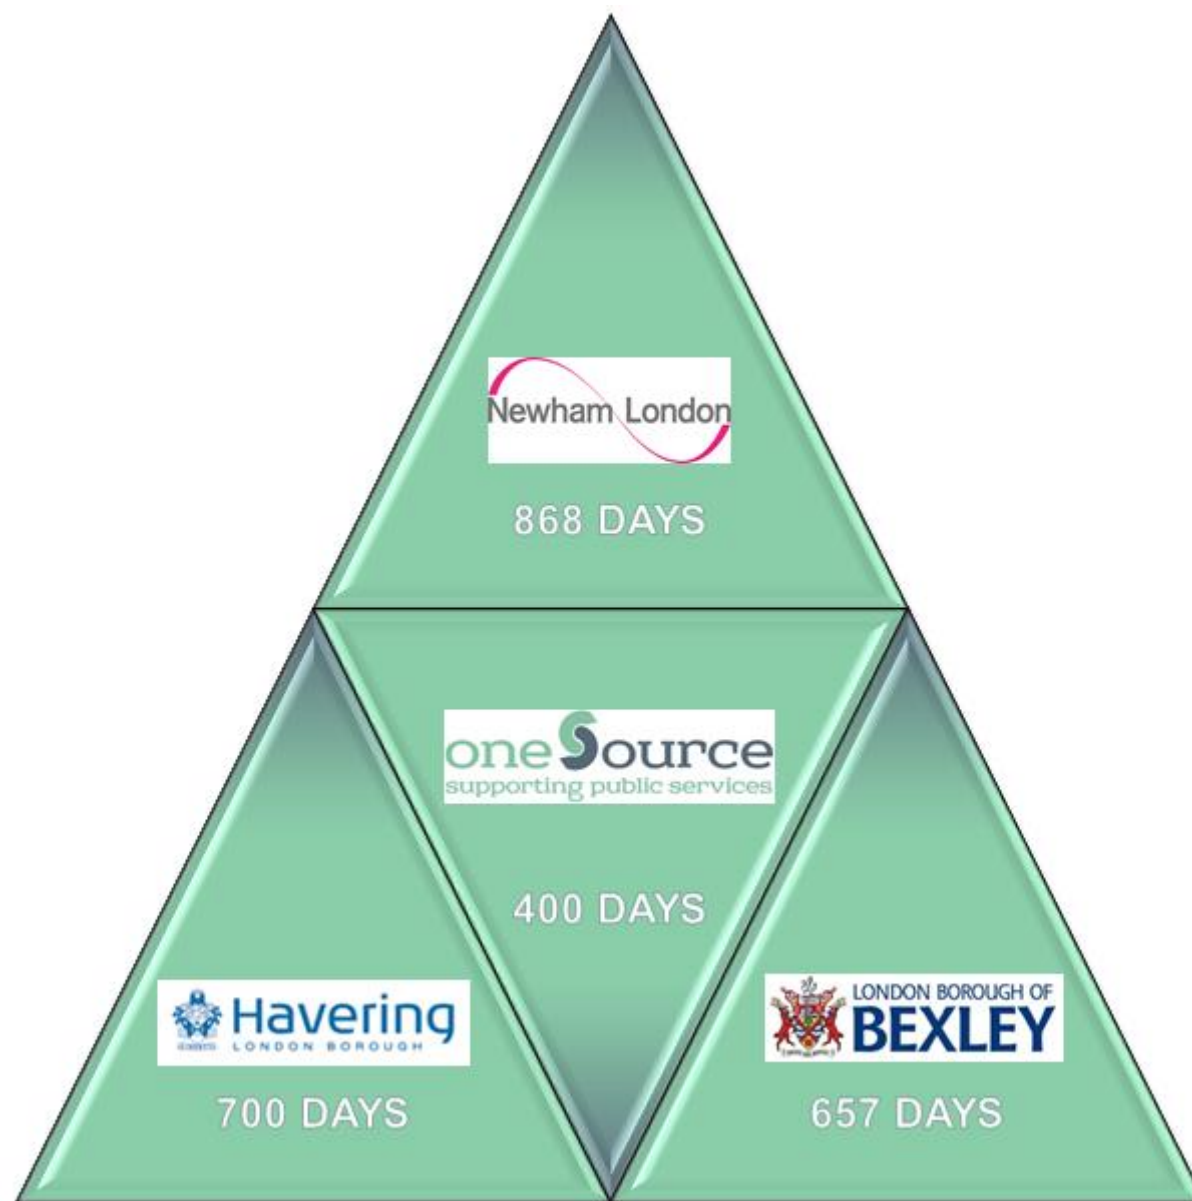 Newham London
868 DAYS
oneSource
supporting public services
400 DAYS
Havering
LONDON BOROUGH
700 DAYS
LONDON BOROUGH OF
BEXLEY
657 DAYS